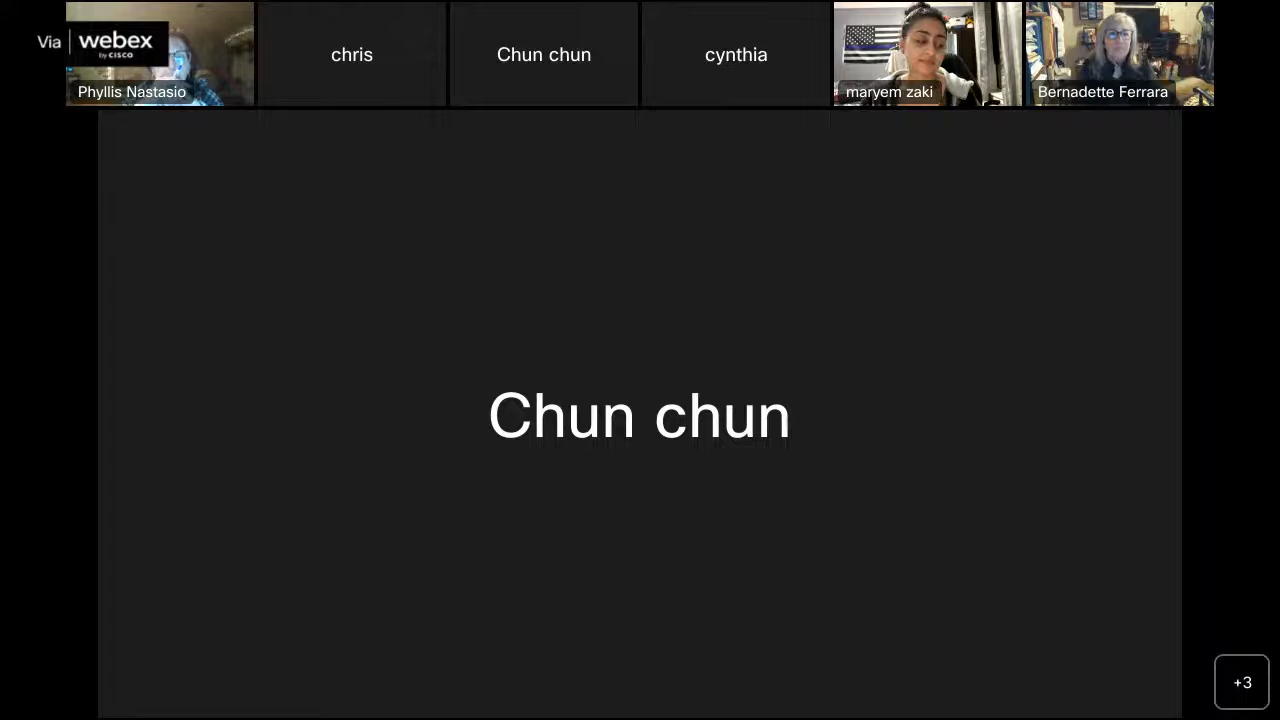 Via webex
by CISCO
Phyllis Nastasio
chris
Chun chun
cynthia
maryem zaki
Bernadette Ferrara
Chun chun
+3